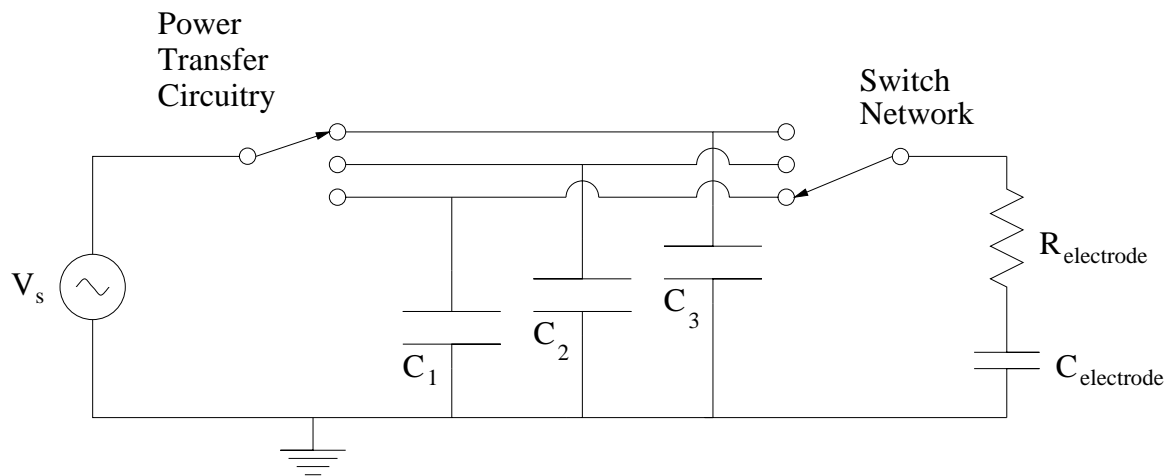 Power
Transfer
Circuitry
Switch
Network
V_s
C_1
C_2
C_3
R_electrode
C_electrode